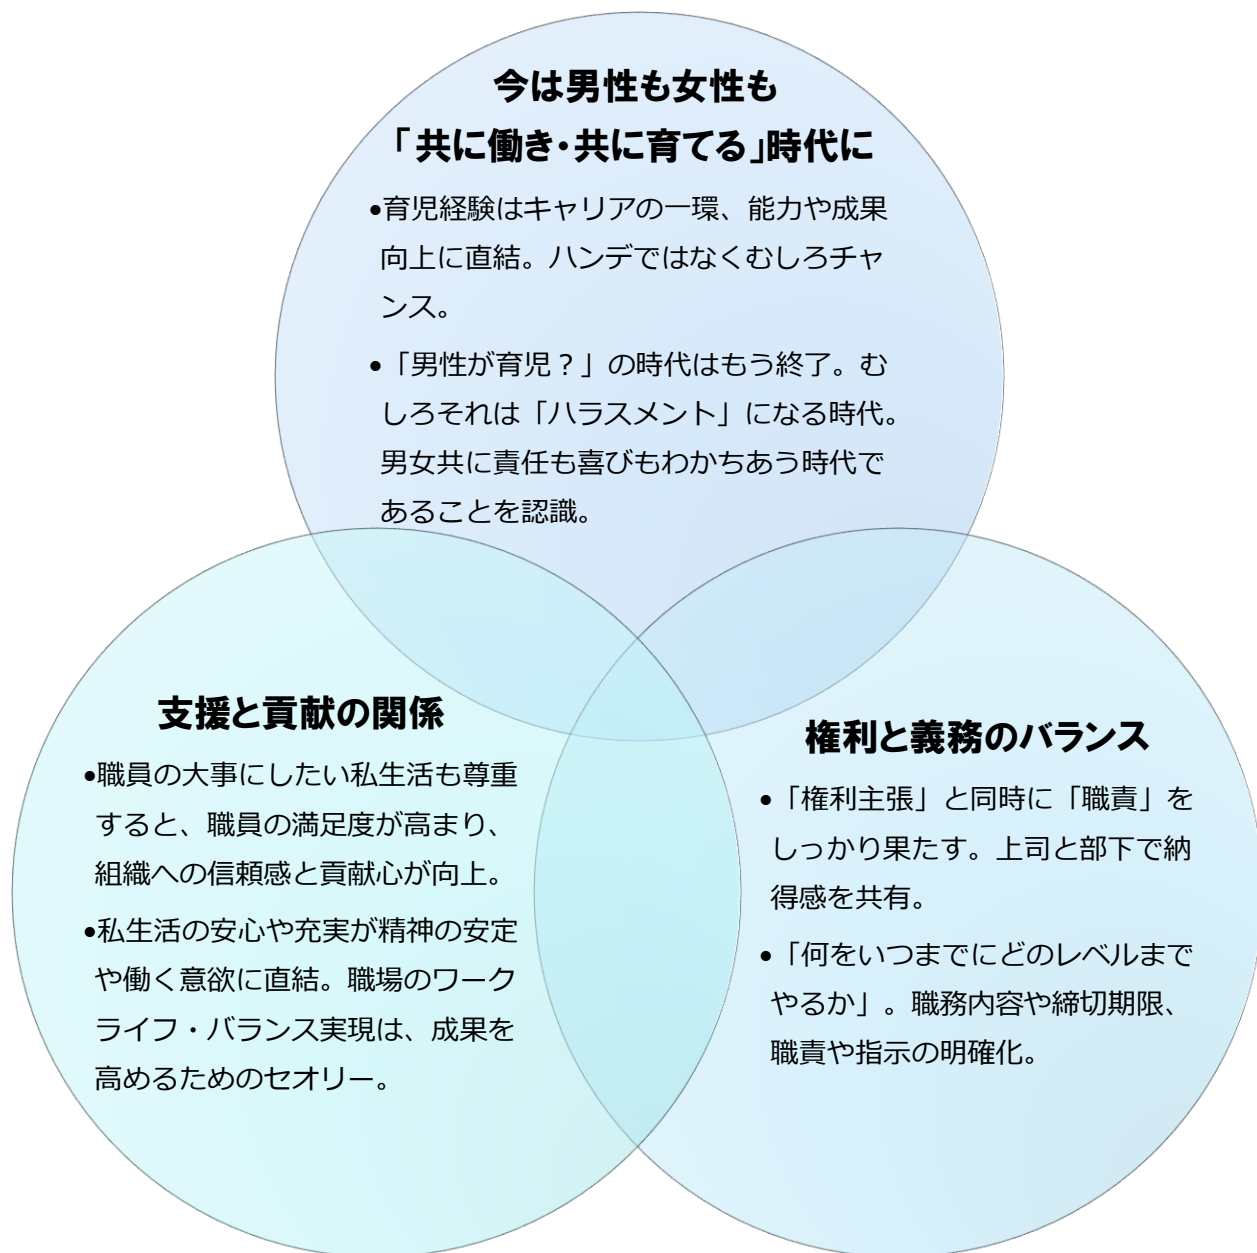 今は男性も女性も
「共に働き・共に育てる」時代に
•育児経験はキャリアの一環、能力や成果
向上に直結。ハンデではなくむしろチャ
ンス。
•「男性が育児？」の時代はもう終了。む
しろそれは「ハラスメント」になる時代。
男女共に責任も喜びもわかちあう時代で
あることを認識。
支援と貢献の関係
•職員の大事にしたい私生活も尊重
すると、職員の満足度が高まり、
組織への信頼感と貢献心が向上。
•私生活の安心や充実が精神の安定
や働く意欲に直結。職場のワーク
ライフ・バランス実現は、成果を
高めるためのセオリー。
権利と義務のバランス
•「権利主張」と同時に「職責」を
しっかり果たす。上司と部下で納
得感を共有。
•「何をいつまでにどのレベルまで
やるか」。職務内容や締切期限、
職責や指示の明確化。